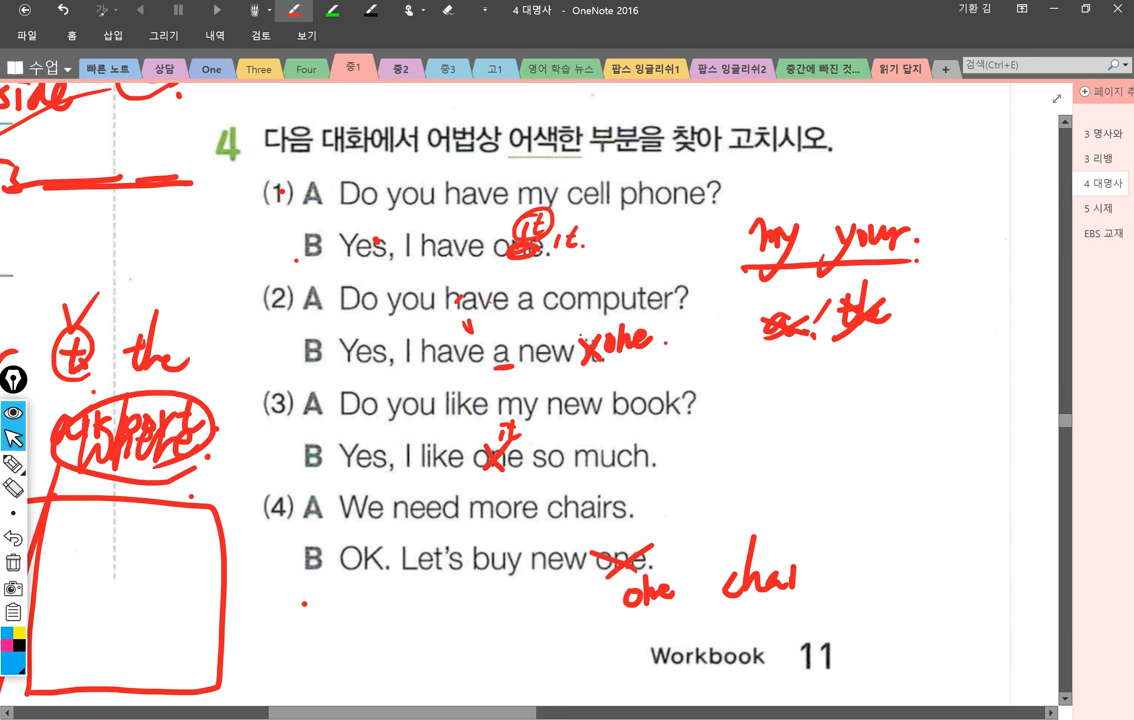 4 대명사 - OneNote 2016
기환 김
파일 홈 삽입 그리기 내역 검토 보기
수업 빠른 노트 상담 One Three Four 중1 중2 중3 고1 영어 학습 뉴스 팝스 잉글리쉬1 팝스 잉글리쉬2 중간에 빠진 것... 읽기 답지 + 검색(Ctrl+E)
페이지 추
3 명사와
3 리뱅
4 대명사
5 시제
EBS 교재
side
4 다음 대화에서 어법상 어색한 부분을 찾아 고치시오.
(1) A Do you have my cell phone?
it
B Yes, I have one. it.
my your.
(2) A Do you have a computer?
a. / the
B Yes, I have a new it. one.
t. the
(3) A Do you like my new book?
it
B Yes, I like one so much.
where
(4) A We need more chairs.
B OK. Let's buy new one.
one chai
Workbook 11